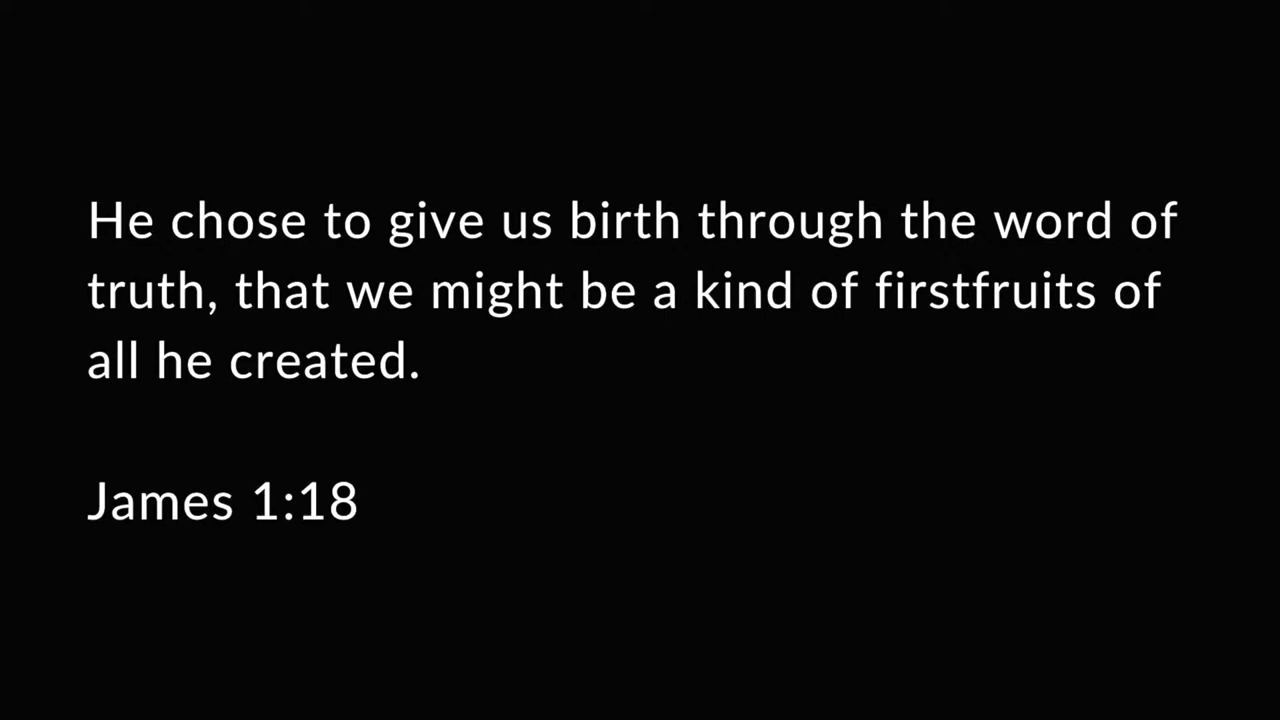 He chose to give us birth through the word of
truth, that we might be a kind of firstfruits of
all he created.
James 1:18